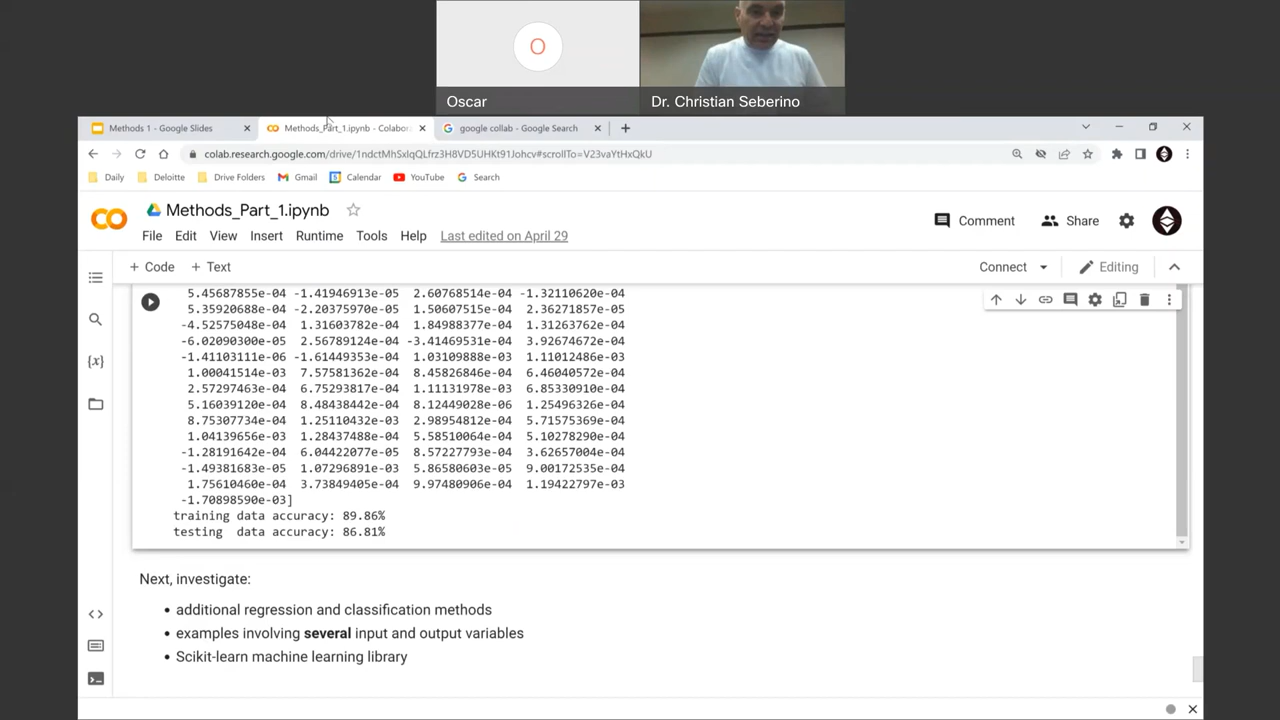 O
Oscar
Dr. Christian Seberino
Methods 1 - Google Slides
Methods_Part_1.ipynb - Colabora
google collab - Google Search
colab.research.google.com/drive/1ndctMhSxlqQLfrz3H8VD5UHKt91Johcv#scrollTo=V23vaYtHxQkU
Daily
Deloitte
Drive Folders
Gmail
Calendar
YouTube
Search
Methods_Part_1.ipynb
Comment
Share
File Edit View Insert Runtime Tools Help Last edited on April 29
+ Code + Text
Connect
Editing
5.45687855e-04 -1.41946913e-05 2.60768514e-04 -1.32110620e-04
5.35920688e-04 -2.20375970e-05 1.50607515e-04 2.36271857e-05
-4.52575048e-04 1.31603782e-04 1.84988377e-04 1.31263762e-04
-6.02090300e-05 2.56789124e-04 -3.41469531e-04 3.92674672e-04
-1.41103111e-06 -1.61449353e-04 1.03109888e-03 1.11012486e-03
1.00041514e-03 7.57581362e-04 8.45826846e-04 6.46040572e-04
2.57297463e-04 6.75293817e-04 1.11131978e-03 6.85330910e-04
5.16039120e-04 8.48438442e-04 8.12449028e-06 1.25496326e-04
8.75307734e-04 1.25110432e-03 2.98954812e-04 5.71575369e-04
1.04139656e-03 1.28437488e-04 5.58510064e-04 5.10278290e-04
-1.28191642e-04 6.04422077e-05 8.57227793e-04 3.62657004e-04
-1.49381683e-05 1.07296891e-03 5.86580603e-05 9.00172535e-04
1.75610460e-04 3.73849405e-04 9.97480906e-04 1.19422797e-03
-1.70898590e-03]
training data accuracy: 89.86%
testing data accuracy: 86.81%
Next, investigate:
• additional regression and classification methods
• examples involving several input and output variables
• Scikit-learn machine learning library